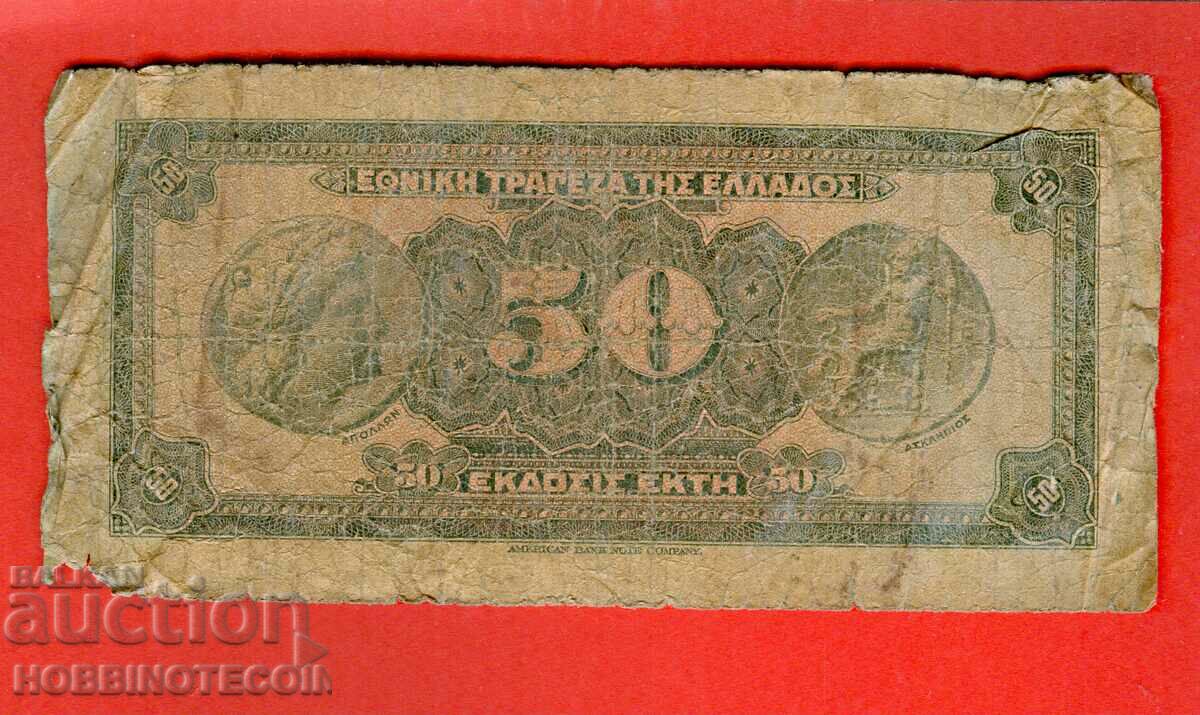 50 50
ΕΘΝΙΚΗ ΤΡΑΠΕΖΑ ΤΗΣ ΕΛΛΑΔΟΣ
50
ΑΠΟΛΛΩΝ ΑΣΚΛΗΠΙΟΣ
50 ΕΚΔΟΣΙΣ ΕΚΤΗ 50
50 50
AMERICAN BANK NOTE COMPANY.
BALKAN
auction
HOBBINOTECOIN